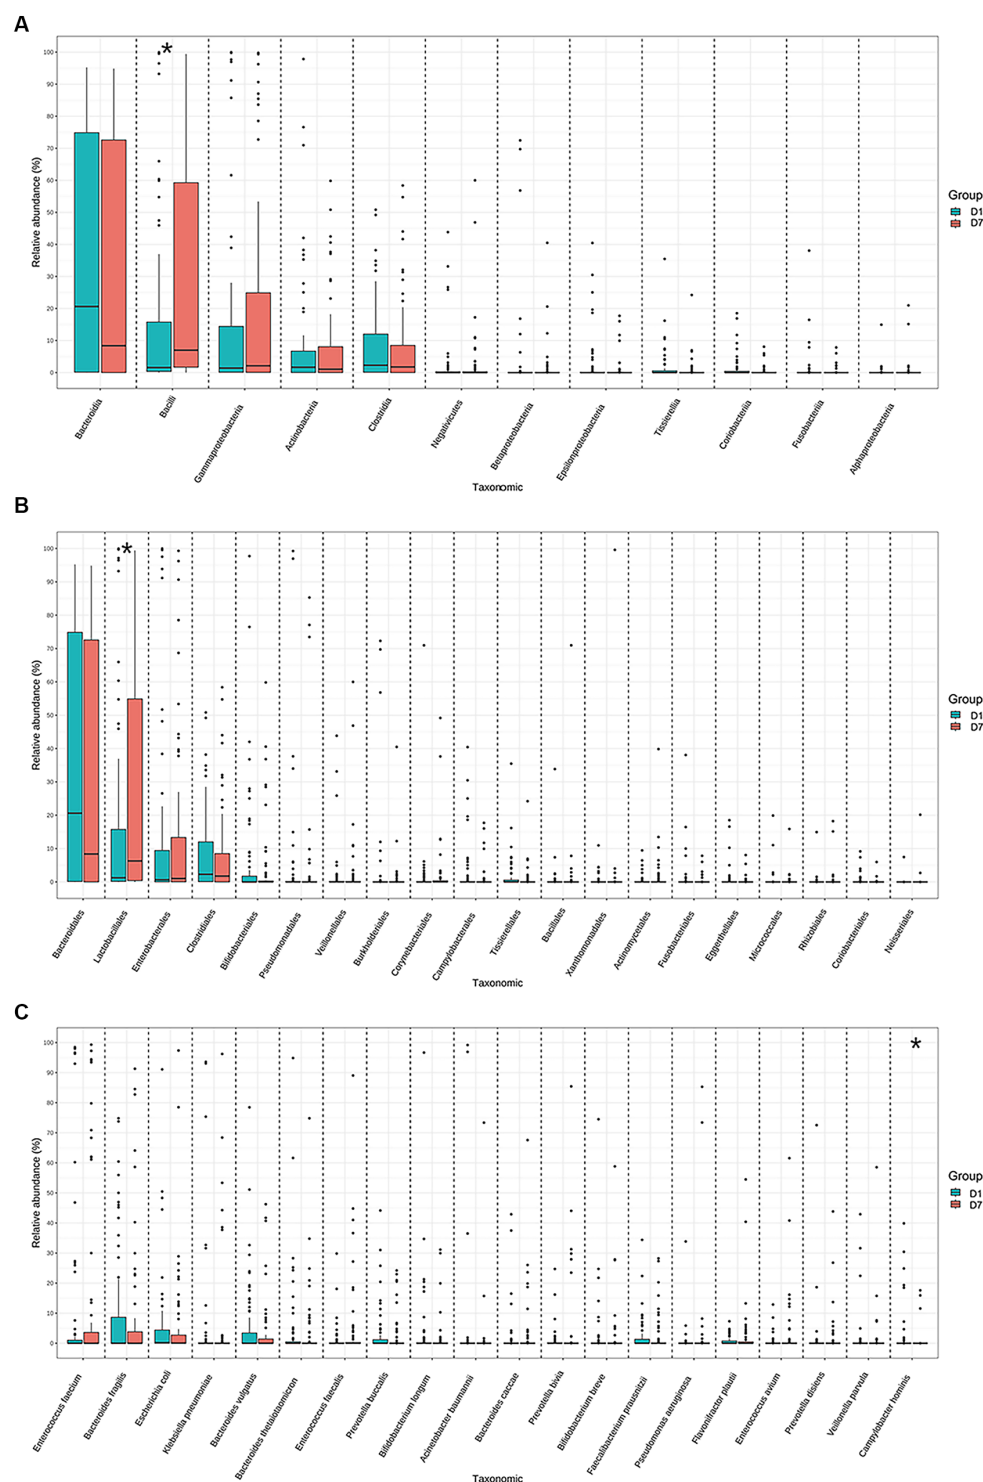 A
Relative abundance (%)
100
90
80
70
60
50
40
30
20
10
0
*
Bacteroidia
Bacilli
Gammaproteobacteria
Actinobacteria
Clostridia
Negativicutes
Betaproteobacteria
Epsilonproteobacteria
Tissierellia
Coriobacteriia
Fusobacteriia
Alphaproteobacteria
Taxonomic
Group
D1
D7
B
Relative abundance (%)
100
90
80
70
60
50
40
30
20
10
0
*
Bacteroidales
Lactobacillales
Enterobacterales
Clostridiales
Bifidobacteriales
Pseudomonadales
Veillonellales
Burkholderiales
Corynebacteriales
Campylobacterales
Tissierellales
Bacillales
Xanthomonadales
Actinomycetales
Fusobacteriales
Eggerthellales
Micrococcales
Rhizobiales
Coriobacteriales
Neisseriales
Taxonomic
Group
D1
D7
C
Relative abundance (%)
100
90
80
70
60
50
40
30
20
10
0
*
Enterococcus faecium
Bacteroides fragilis
Escherichia coli
Klebsiella pneumoniae
Bacteroides vulgatus
Bacteroides thetaiotaomicron
Enterococcus faecalis
Prevotella buccalis
Bifidobacterium longum
Acinetobacter baumannii
Bacteroides caccae
Prevotella bivia
Bifidobacterium breve
Faecalibacterium prausnitzii
Pseudomonas aeruginosa
Flavonifractor plautii
Enterococcus avium
Prevotella disiens
Veillonella parvula
Campylobacter hominis
Taxonomic
Group
D1
D7